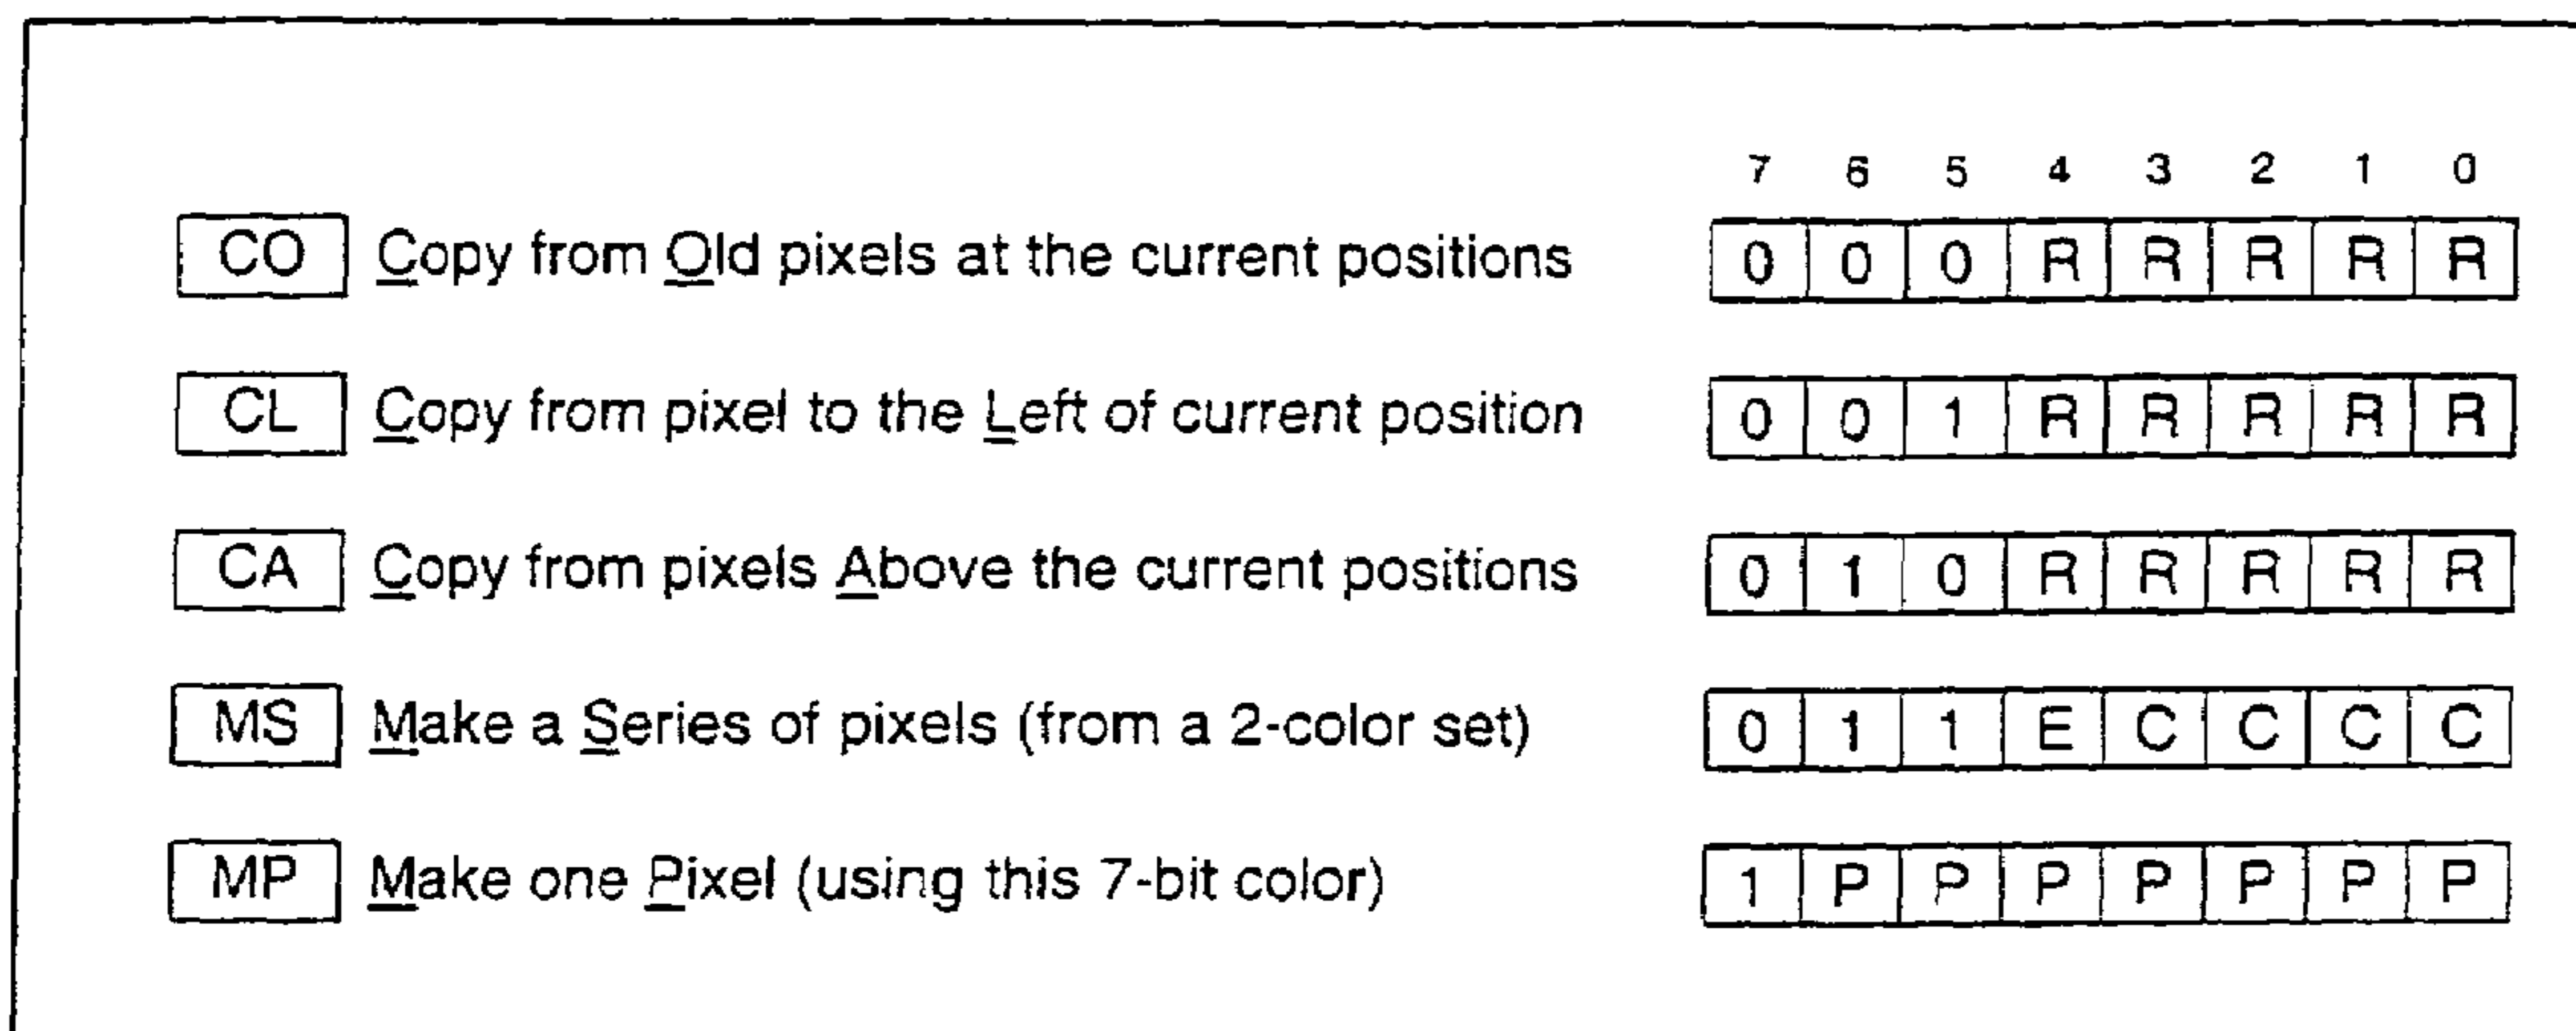 7 6 5 4 3 2 1 0
CO Copy from Old pixels at the current positions 0 0 0 R R R R R
CL Copy from pixel to the Left of current position 0 0 1 R R R R R
CA Copy from pixels Above the current positions 0 1 0 R R R R R
MS Make a Series of pixels (from a 2-color set) 0 1 1 E C C C C
MP Make one Pixel (using this 7-bit color) 1 P P P P P P P